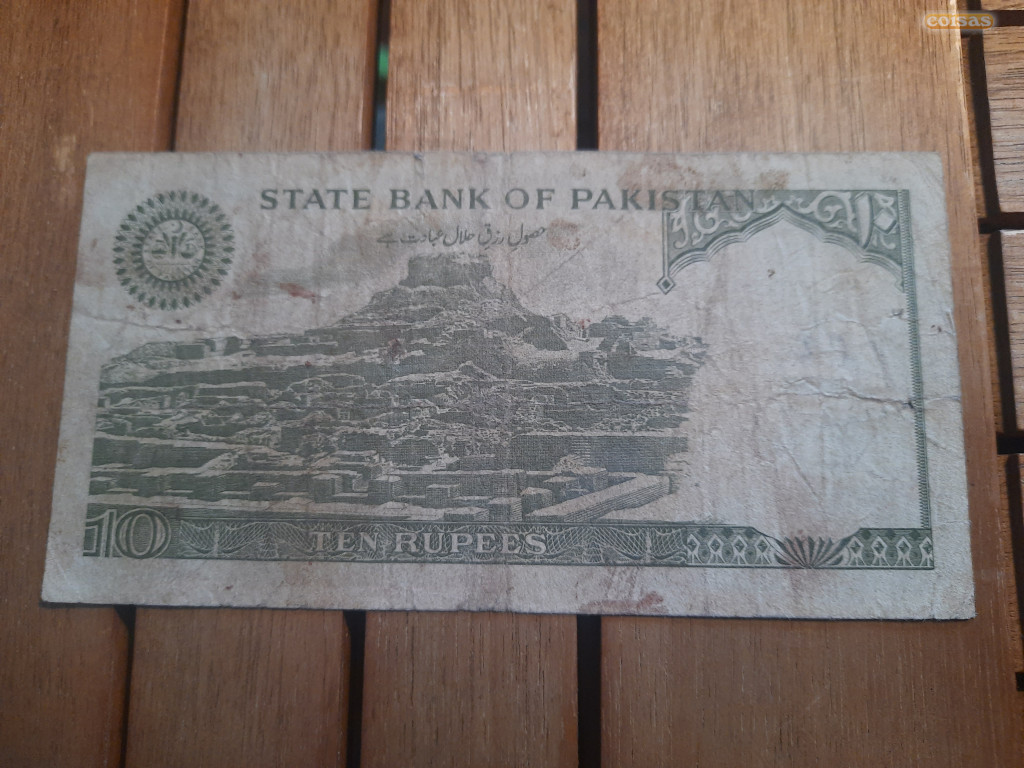 coisas
STATE BANK OF PAKISTAN
حصول رزق حلال عبادت ہے
10
TEN RUPEES